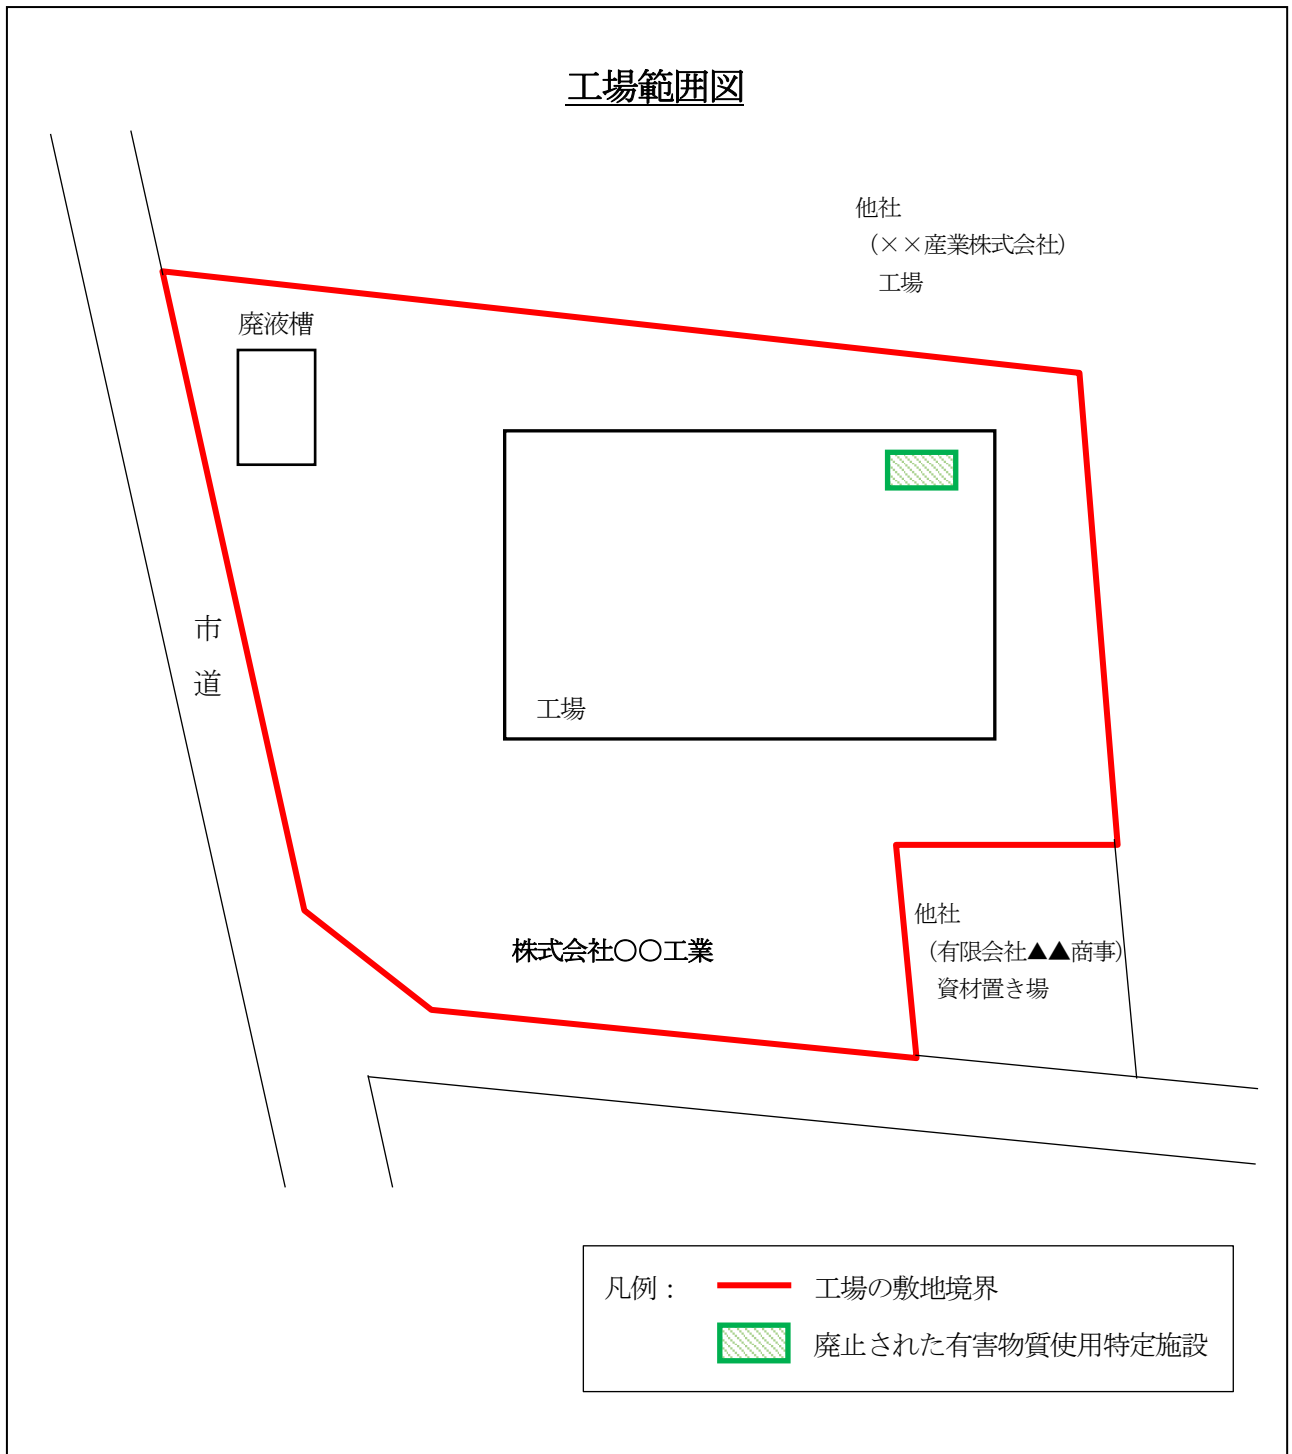 工場範囲図
他社
（××産業株式会社）
工場
廃液槽
市
道
工場
株式会社〇〇工業
他社
（有限会社▲▲商事）
資材置き場
凡例：
工場の敷地境界
廃止された有害物質使用特定施設